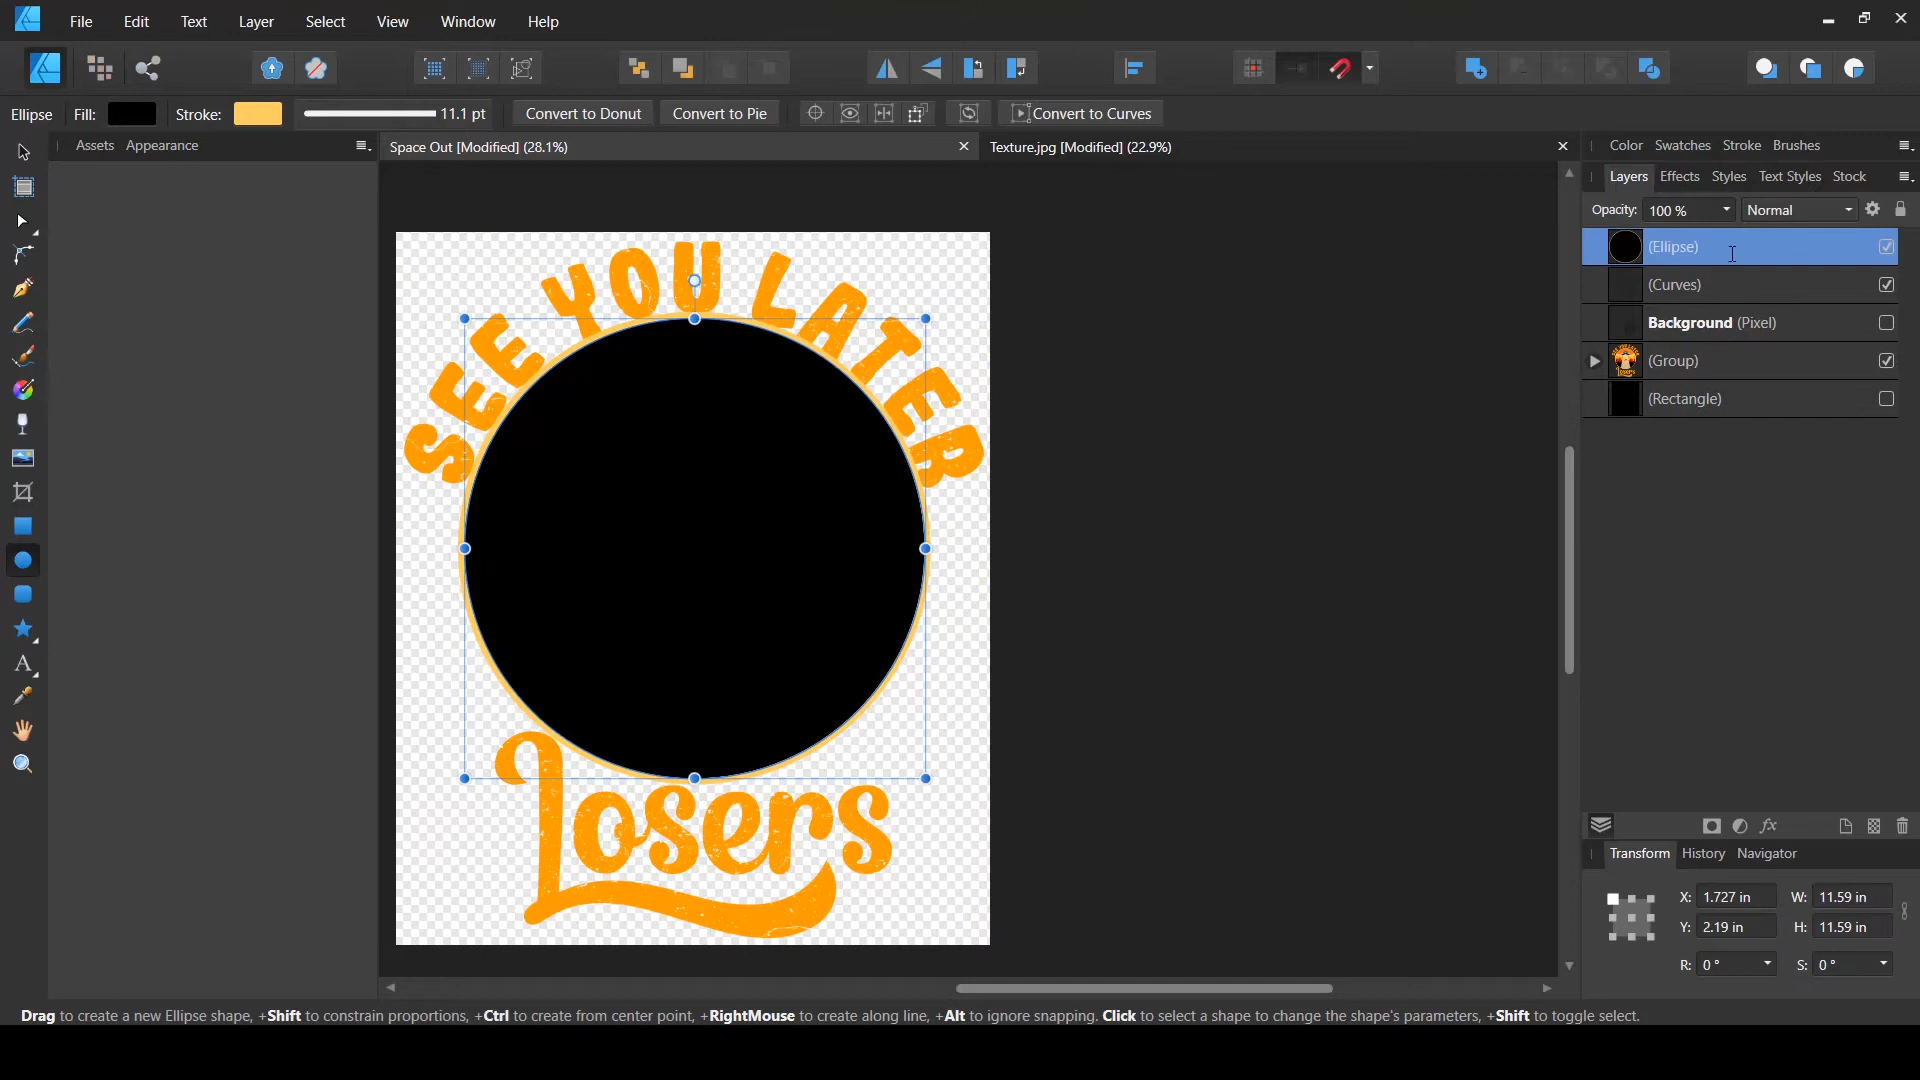 File Edit Text Layer Select View Window Help
Ellipse Fill: Stroke: 11.1 pt Convert to Donut Convert to Pie Convert to Curves
Assets Appearance
Space Out [Modified] (28.1%)
Texture.jpg [Modified] (22.9%)
Color Swatches Stroke Brushes
Layers Effects Styles Text Styles Stock
Opacity: 100 % Normal
(Ellipse)
(Curves)
Background (Pixel)
(Group)
(Rectangle)
SEE YOU LATER
Losers
Transform History Navigator
X: 1.727 in W: 11.59 in
Y: 2.19 in H: 11.59 in
R: 0 ° S: 0 °
Drag to create a new Ellipse shape, +Shift to constrain proportions, +Ctrl to create from center point, +RightMouse to create along line, +Alt to ignore snapping. Click to select a shape to change the shape's parameters, +Shift to toggle select.